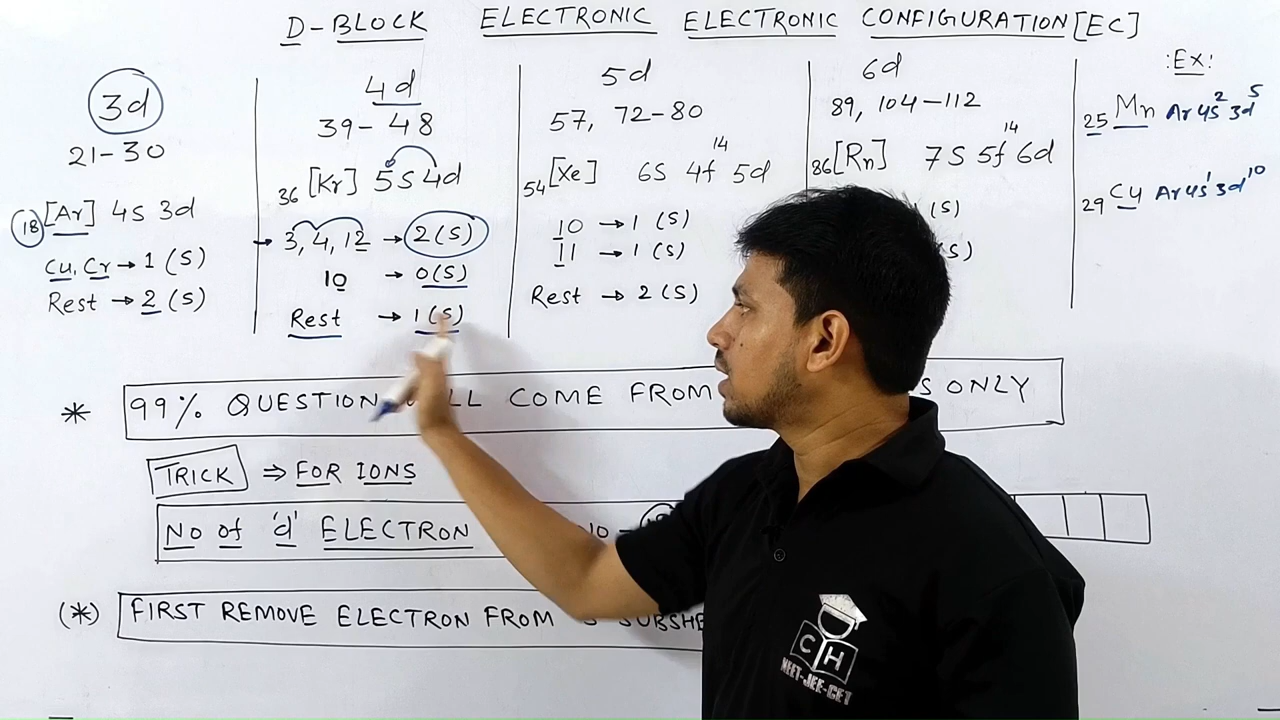 D-BLOCK ELECTRONIC ELECTRONIC CONFIGURATION[EC]
3d
21-30
18 [Ar] 4S 3d
Cu, Cr → 1 (S)
Rest → 2 (S)
4d
39-48
36 [Kr] 5S 4d
→ 3, 4, 12 → 2(S)
10 → 0(S)
Rest → 1(S)
5d
57, 72-80
54 [Xe] 6S 4f¹⁴ 5d
10 → 1 (S)
11 → 1 (S)
Rest → 2 (S)
6d
89, 104-112
86 [Rn] 7S 5f¹⁴ 6d
(S)
S)
:EX:
25 Mn Ar 4s² 3d⁵
29 Cu Ar 4s¹ 3d¹⁰
* 99% QUESTION COME FROM S ONLY
TRICK ⇒ FOR IONS
NO of 'd' ELECTRON
(*) FIRST REMOVE ELECTRON FROM
C H
NEET-JEE-CET